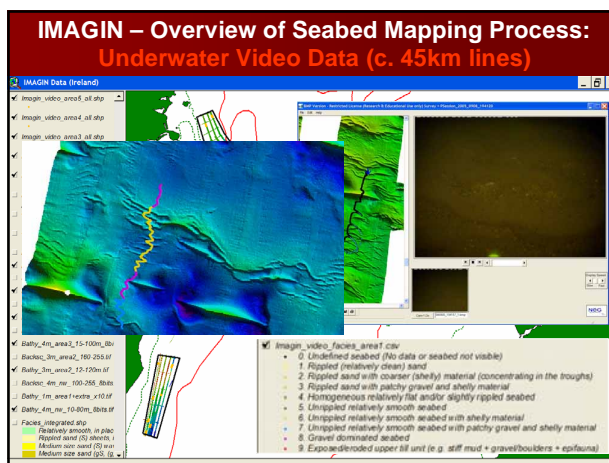 IMAGIN – Overview of Seabed Mapping Process:
Underwater Video Data (c. 45km lines)
IMAGIN Data (Ireland)
Imagin_video_area5_all.shp
Imagin_video_area4_all.shp
Imagin_video_area3_all.shp
File Edit Help
NBG
Bathy_4m_area3_15-100m_8bi
Backsc_3m_area2_160-255.tif
Bathy_3m_area2_12-120m.tif
Backsc_4m_nw_100-255_8bits
Bathy_1m_area1+extra_x10.tif
Bathy_4m_nw_10-80m_8bits.tif
Facies_integrated.shp
Relatively smooth, in plac
Rippled sand (S) sheets, i
Medium size sand (S) wa
Medium size sand (gS, (g,
Imagin_video_facies_area1.csv
0. Undefined seabed (No data or seabed not visible)
1. Rippled (relatively clean) sand
2. Rippled sand with coarser (shelly) material (concentrating in the troughs)
3. Rippled sand with patchy gravel and shelly material
4. Homogeneous relatively flat and/or slightly rippled seabed
5. Unrippled relatively smooth seabed
6. Unrippled relatively smooth seabed with shelly material
7. Unrippled relatively smooth seabed with patchy gravel and shelly material
8. Gravel dominated seabed
9. Exposed/eroded upper till unit (e.g. stiff mud + gravel/boulders + epifauna)